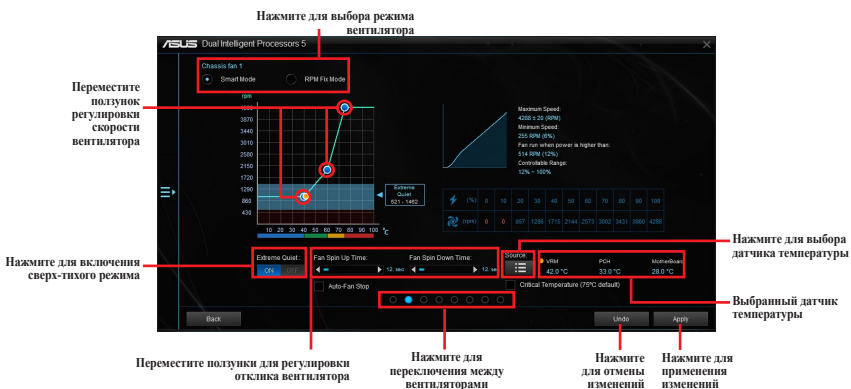 Нажмите для выбора режима
вентилятора
ASUS Dual Intelligent Processors 5
Chassis fan 1
Smart Mode RPM Fix Mode
Переместите
ползунок
регулировки
скорости
вентилятора
rpm
3870
3440
3010
2580
2150
1720
1290
860
430
10 20 30 40 50 60 70 80 90 100 °C
Extreme
Quiet
621 - 1462
Maximum Speed:
4288 ± 20 (RPM)
Minimum Speed:
255 RPM (6%)
Fan run when power is higher than:
514 RPM (12%)
Controllable Range:
12% ~ 100%
(%) 0 10 20 30 40 50 60 70 80 90 100
(rpm) 0 0 857 1286 1715 2144 2573 3002 3431 3860 4288
Нажмите для включения
сверх-тихого режима
Extreme Quiet :
ON OFF
Fan Spin Up Time:
12. sec
Fan Spin Down Time:
12. se
Auto-Fan Stop
Source:
VRM PCH MotherBoard
42.0 °C 33.0 °C 28.0 °C
Critical Temperature (75°C default)
Нажмите для выбора
датчика температуры
Выбранный датчик
температуры
Back Undo Apply
Переместите ползунки для регулировки
отклика вентилятора
Нажмите для
переключения между
вентиляторами
Нажмите
для отмены
изменений
Нажмите для
применения
изменений